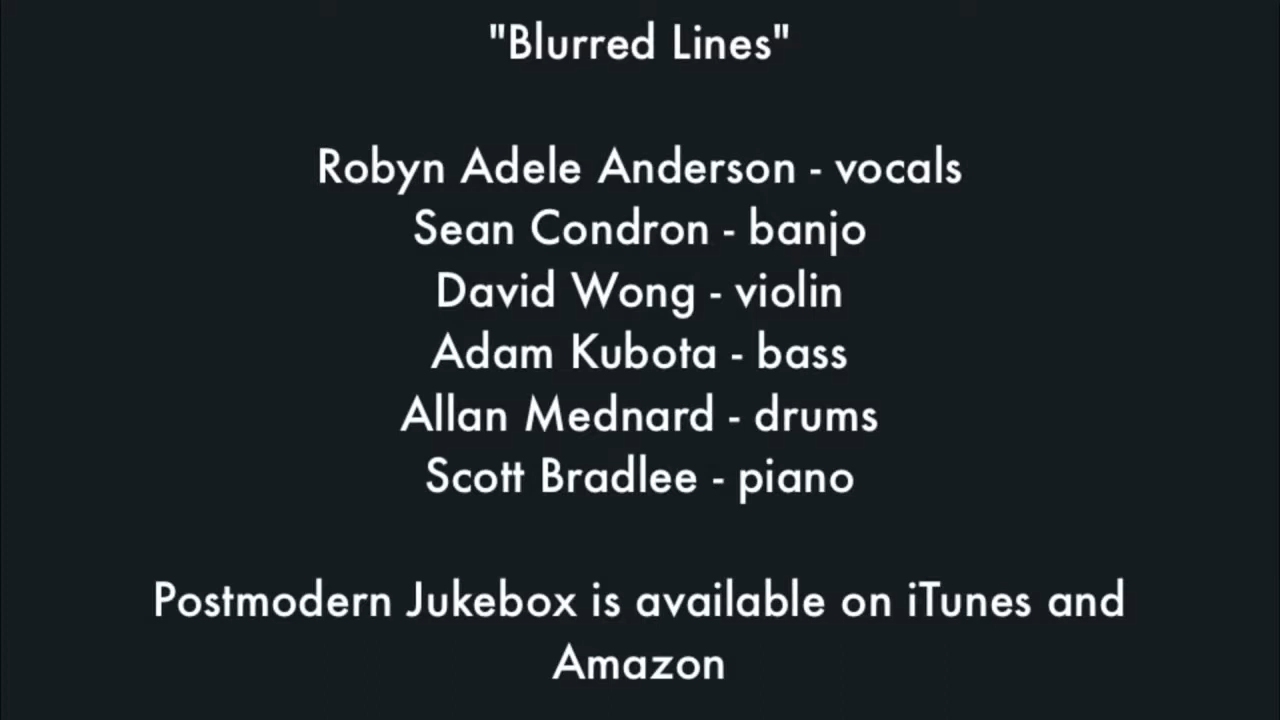 "Blurred Lines"
Robyn Adele Anderson - vocals
Sean Condron - banjo
David Wong - violin
Adam Kubota - bass
Allan Mednard - drums
Scott Bradlee - piano
Postmodern Jukebox is available on iTunes and
Amazon